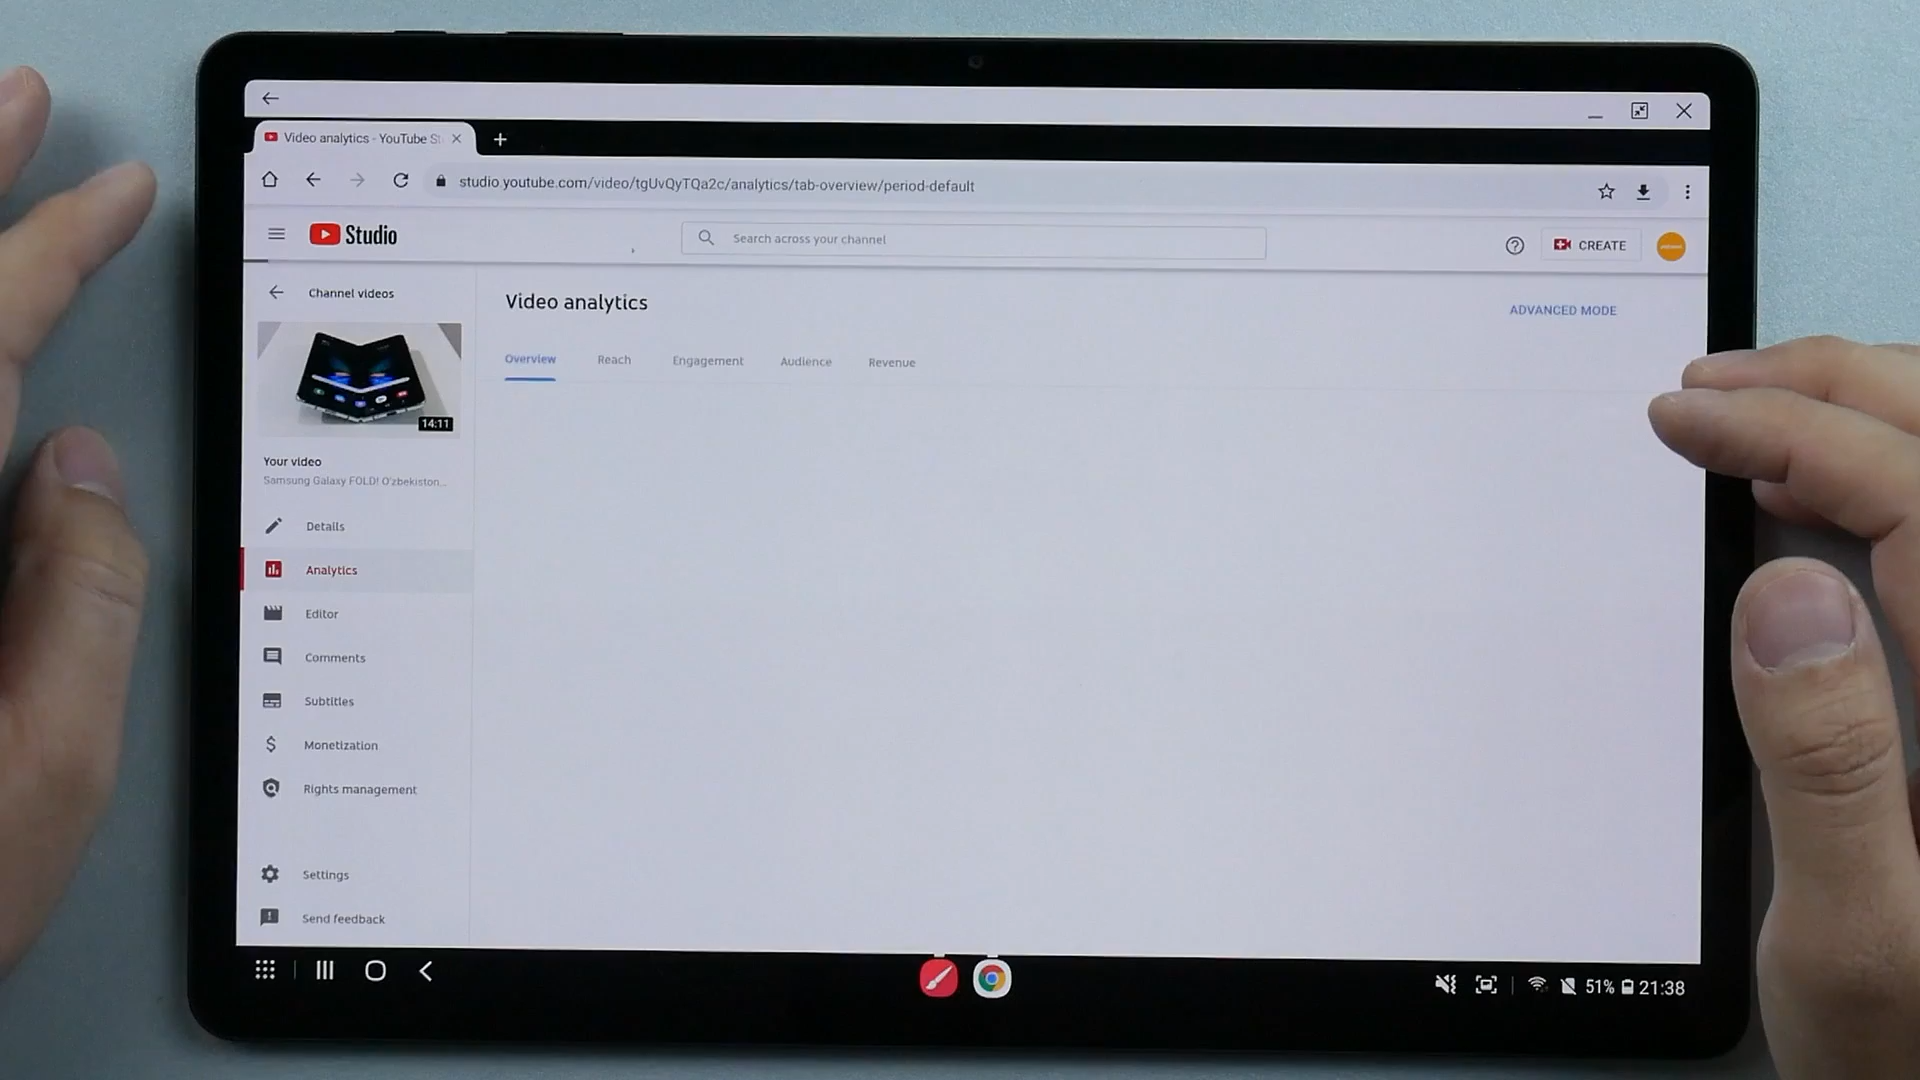 Video analytics - YouTube St
studio.youtube.com/video/tgUvQyTQa2c/analytics/tab-overview/period-default
Studio
Search across your channel
CREATE
Channel videos
Video analytics
ADVANCED MODE
Overview
Reach
Engagement
Audience
Revenue
14:11
Your video
Samsung Galaxy FOLD! O'zbekiston...
Details
Analytics
Editor
Comments
Subtitles
Monetization
Rights management
Settings
Send feedback
51%
21:38